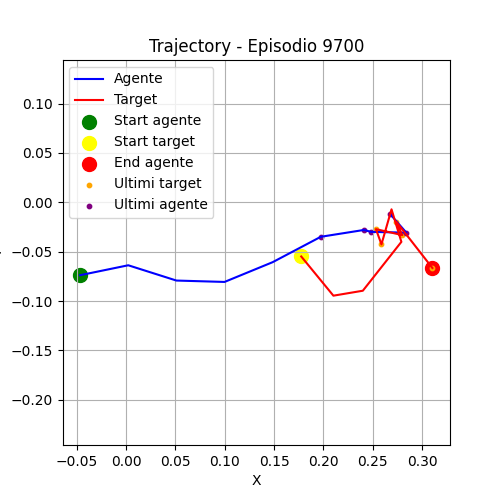 Trajectory - Episodio 9700
Agente
Target
Start agente
Start target
End agente
Ultimi target
Ultimi agente
0.10
0.05
0.00
−0.05
−0.10
−0.15
−0.20
−0.05
0.00
0.05
0.10
0.15
0.20
0.25
0.30
X